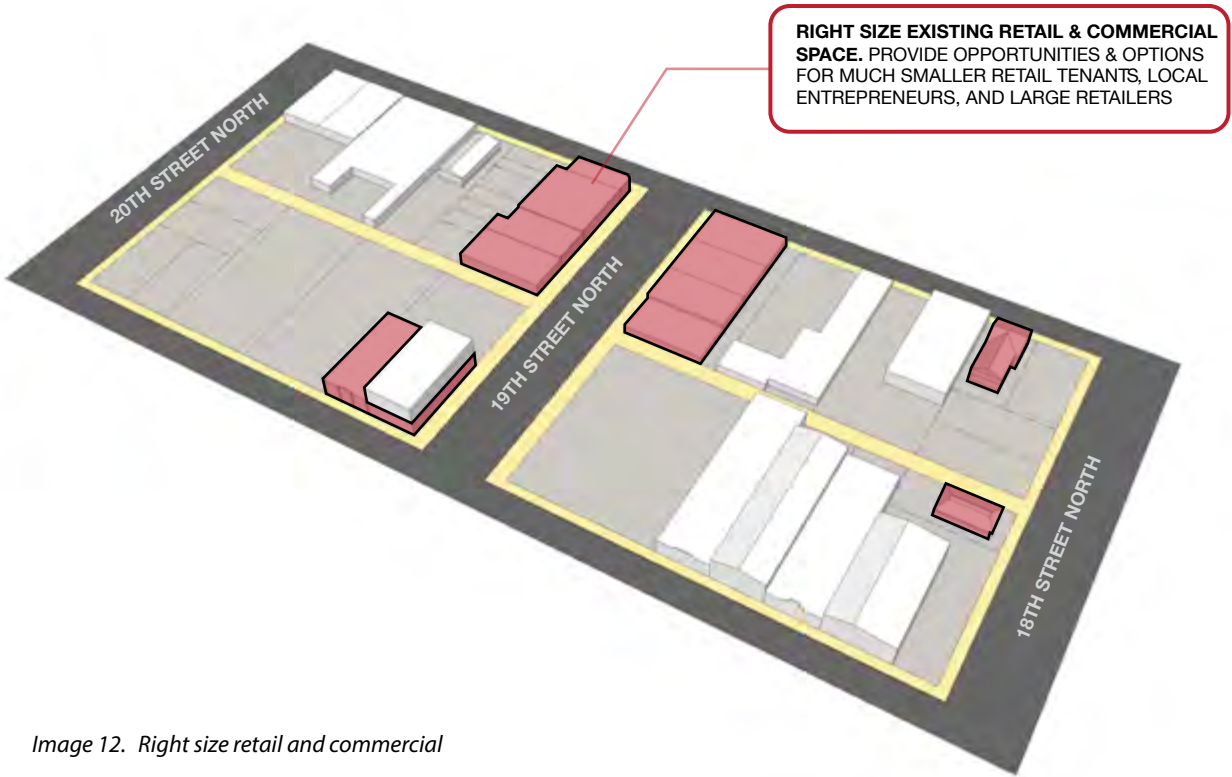 RIGHT SIZE EXISTING RETAIL & COMMERCIAL
SPACE. PROVIDE OPPORTUNITIES & OPTIONS
FOR MUCH SMALLER RETAIL TENANTS, LOCAL
ENTREPRENEURS, AND LARGE RETAILERS
20TH STREET NORTH
19TH STREET NORTH
18TH STREET NORTH
Image 12. Right size retail and commercial